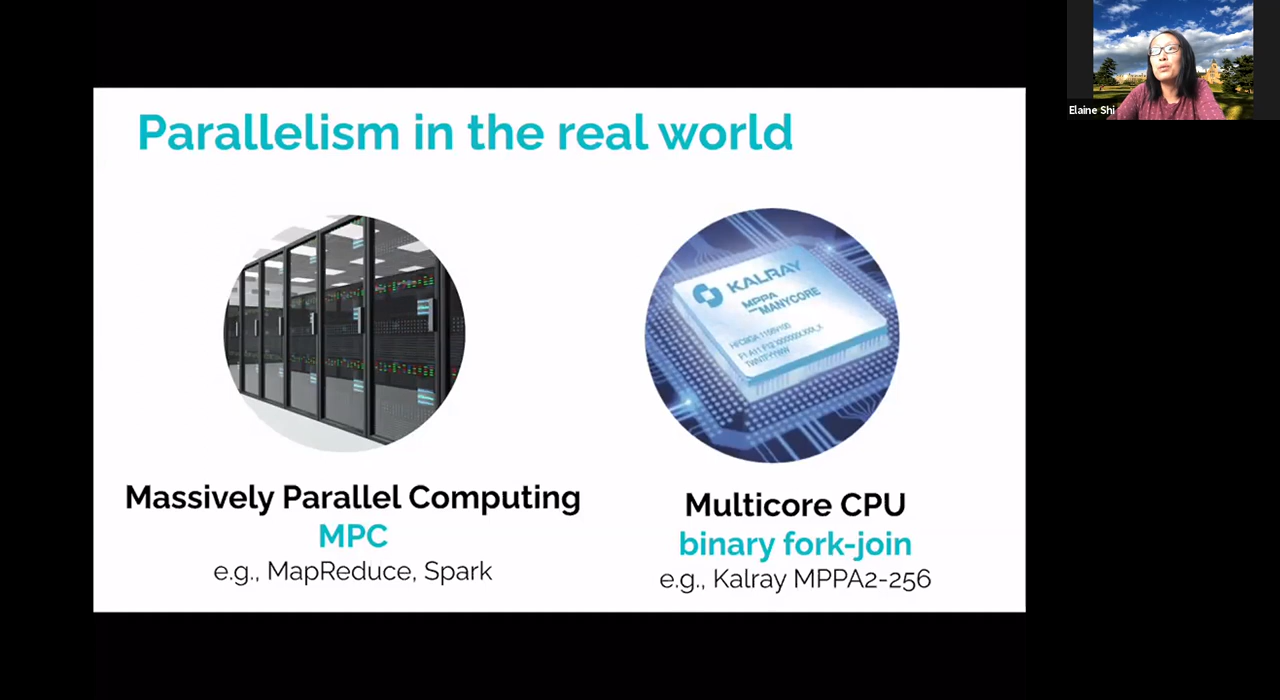 Parallelism in the real world
Elaine Shi
KALRAY
MPPA
MANYCORE
Massively Parallel Computing
MPC
e.g., MapReduce, Spark
Multicore CPU
binary fork-join
e.g., Kalray MPPA2-256